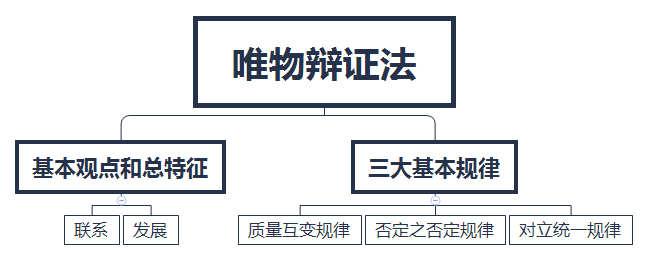 唯物辩证法
基本观点和总特征
三大基本规律
联系
发展
质量互变规律
否定之否定规律
对立统一规律